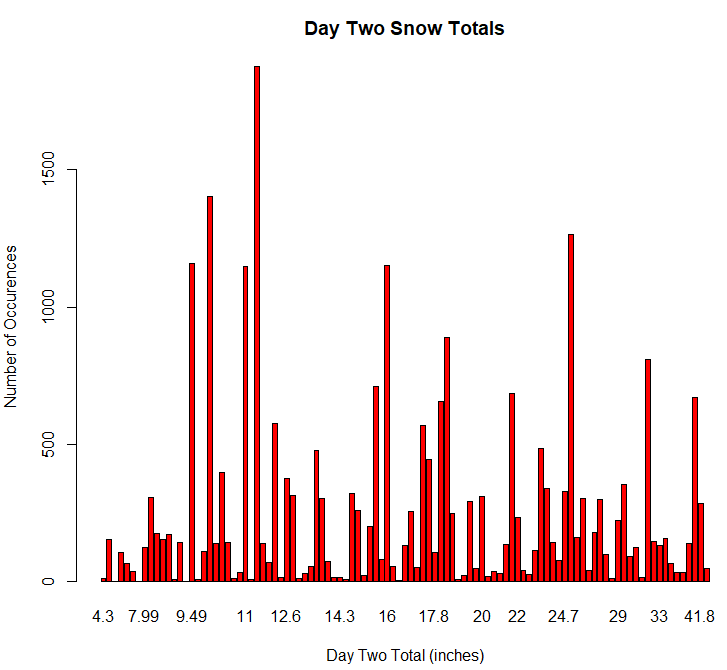 Day Two Snow Totals
Number of Occurences
1500
1000
500
0
4.3 7.99 9.49 11 12.6 14.3 16 17.8 20 22 24.7 29 33 41.8
Day Two Total (inches)